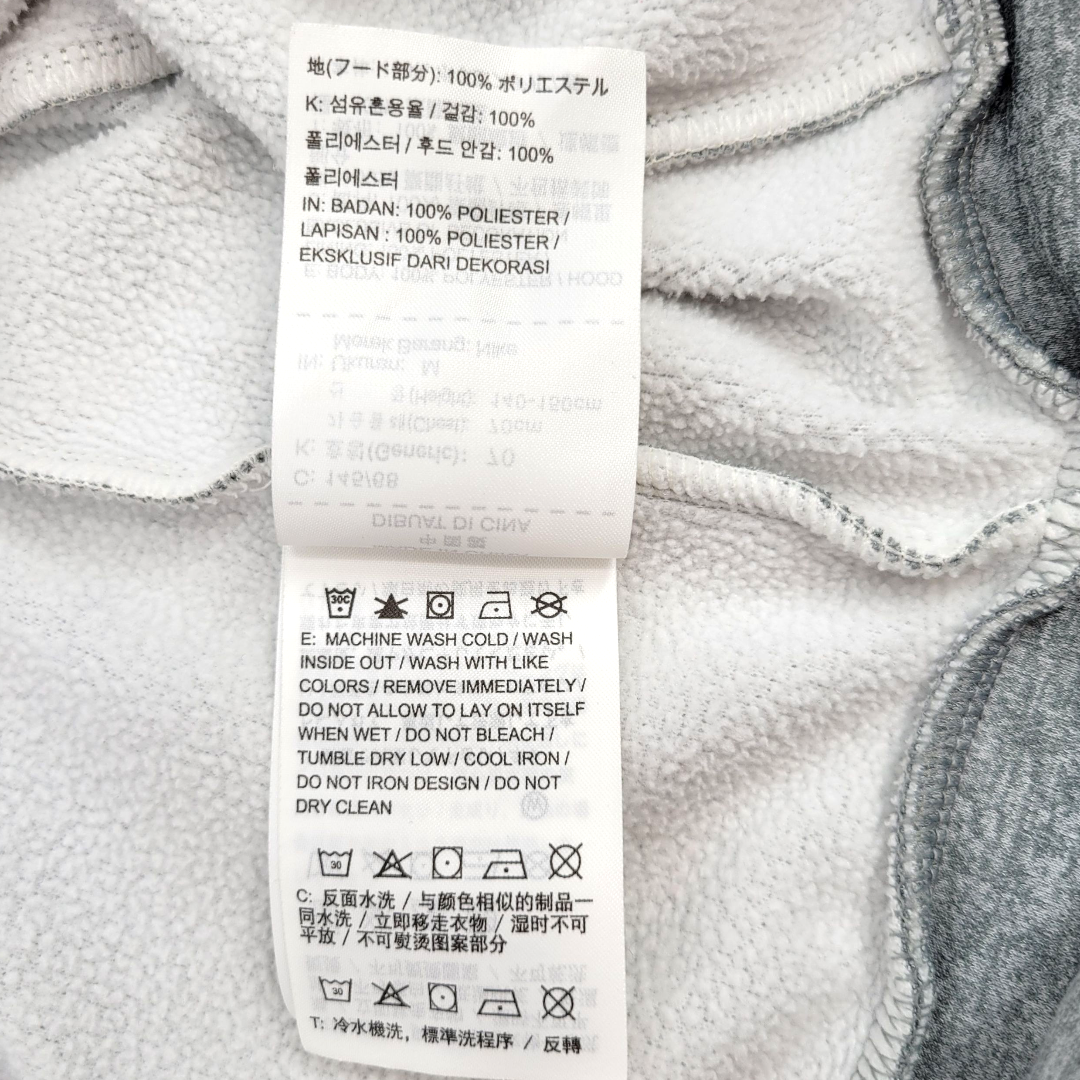 地(フード部分): 100% ポリエステル
K: 섬유혼용율 / 겉감: 100%
폴리에스터 / 후드 안감: 100%
폴리에스터
IN: BADAN: 100% POLIESTER /
LAPISAN : 100% POLIESTER /
EKSKLUSIF DARI DEKORASI
30C
E: MACHINE WASH COLD / WASH
INSIDE OUT / WASH WITH LIKE
COLORS / REMOVE IMMEDIATELY /
DO NOT ALLOW TO LAY ON ITSELF
WHEN WET / DO NOT BLEACH /
TUMBLE DRY LOW / COOL IRON /
DO NOT IRON DESIGN / DO NOT
DRY CLEAN
30
C: 反面水洗 / 与颜色相似的制品一
同水洗 / 立即移走衣物 / 湿时不可
平放 / 不可熨烫图案部分
30
T: 冷水機洗, 標準洗程序 / 反轉